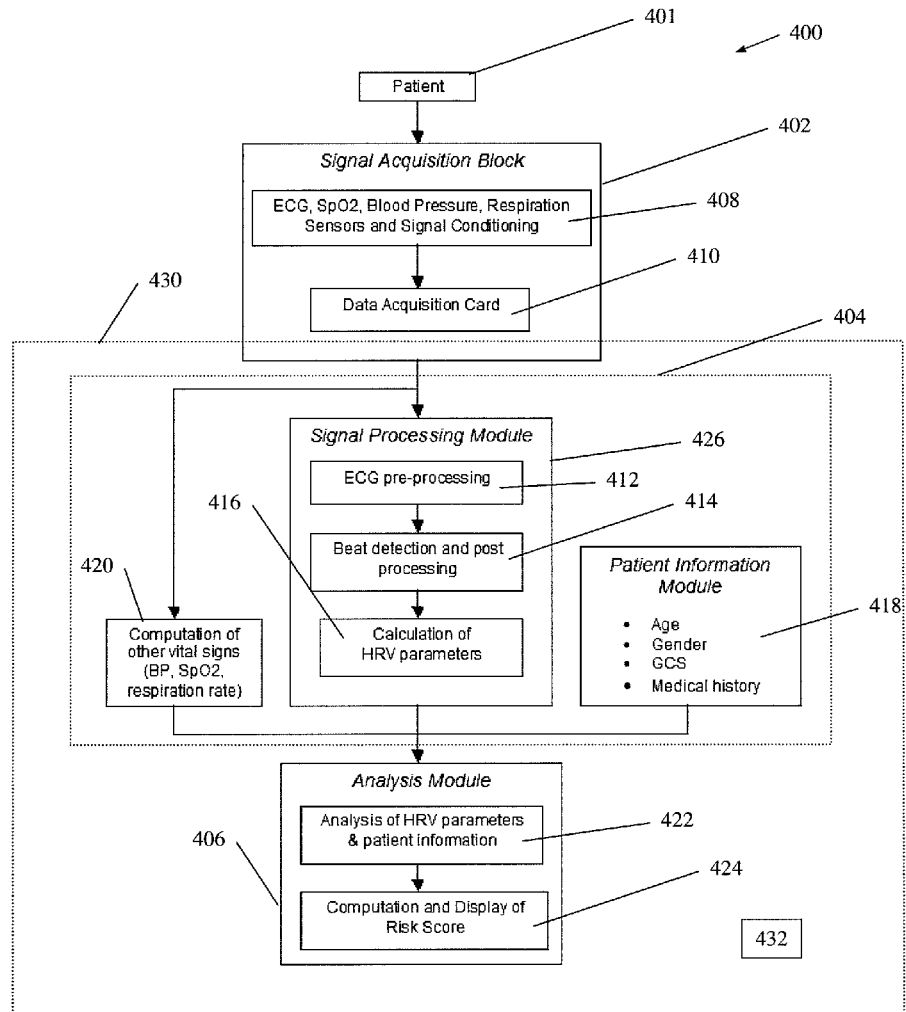 401
400
Patient
402
Signal Acquisition Block
ECG, SpO2, Blood Pressure, Respiration
Sensors and Signal Conditioning
408
410
Data Acquisition Card
430
404
Signal Processing Module
426
ECG pre-processing
412
416
414
Beat detection and post
processing
Patient Information
Module
420
418
• Age
• Gender
• GCS
• Medical history
Computation of
other vital signs
(BP, SpO2,
respiration rate)
Calculation of
HRV parameters
Analysis Module
Analysis of HRV parameters
& patient information
422
406
424
Computation and Display of
Risk Score
432